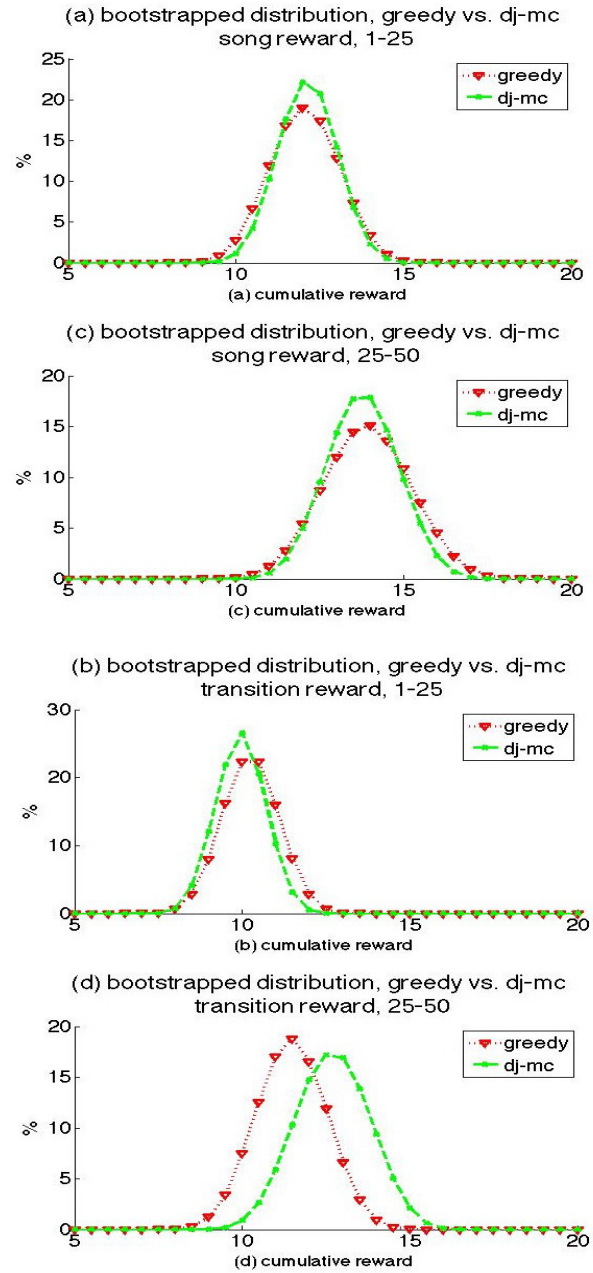 (a) bootstrapped distribution, greedy vs. dj-mc
song reward, 1-25
25
20
15
10
5
0
%
greedy
dj-mc
5 10 15 20
(a) cumulative reward
(c) bootstrapped distribution, greedy vs. dj-mc
song reward, 25-50
20
15
10
5
0
%
greedy
dj-mc
5 10 15 20
(c) cumulative reward
(b) bootstrapped distribution, greedy vs. dj-mc
transition reward, 1-25
30
20
10
0
%
greedy
dj-mc
5 10 15 20
(b) cumulative reward
(d) bootstrapped distribution, greedy vs. dj-mc
transition reward, 25-50
20
15
10
5
0
%
greedy
dj-mc
5 10 15 20
(d) cumulative reward